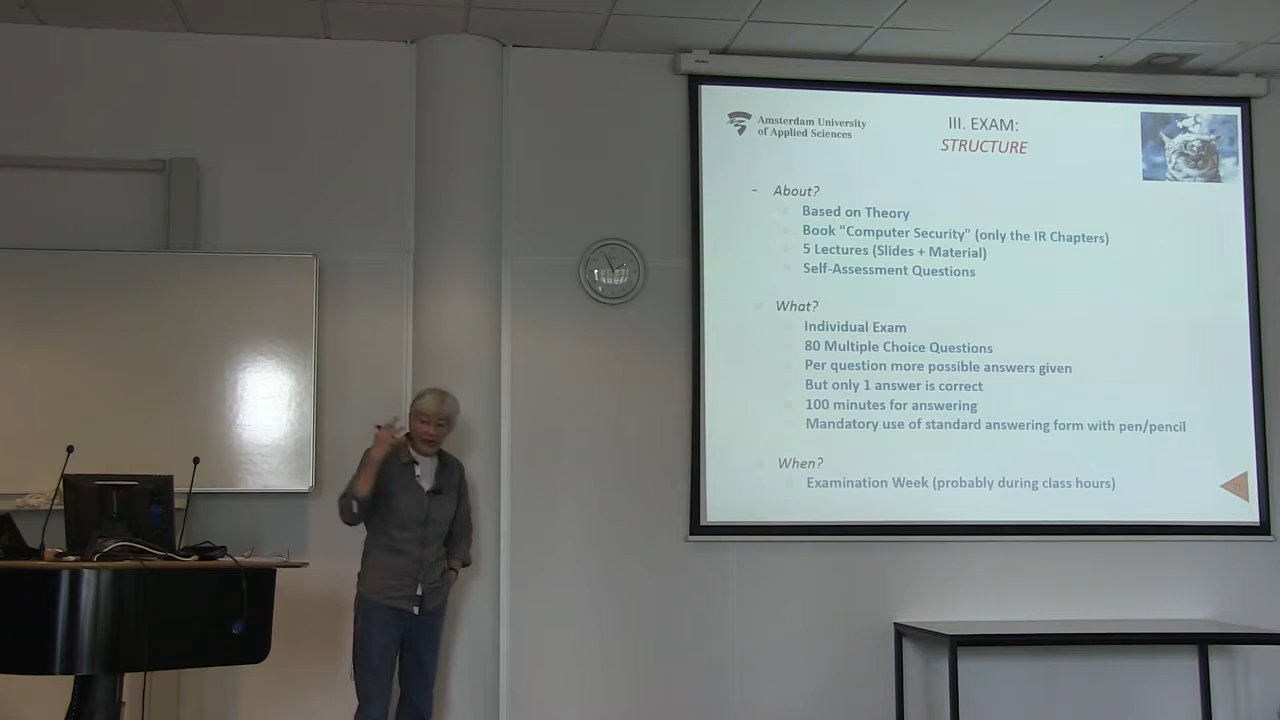 Amsterdam University
of Applied Sciences
III. EXAM:
STRUCTURE
- About?
Based on Theory
Book "Computer Security" (only the IR Chapters)
5 Lectures (Slides + Material)
Self-Assessment Questions
What?
Individual Exam
80 Multiple Choice Questions
Per question more possible answers given
But only 1 answer is correct
100 minutes for answering
Mandatory use of standard answering form with pen/pencil
When?
Examination Week (probably during class hours)